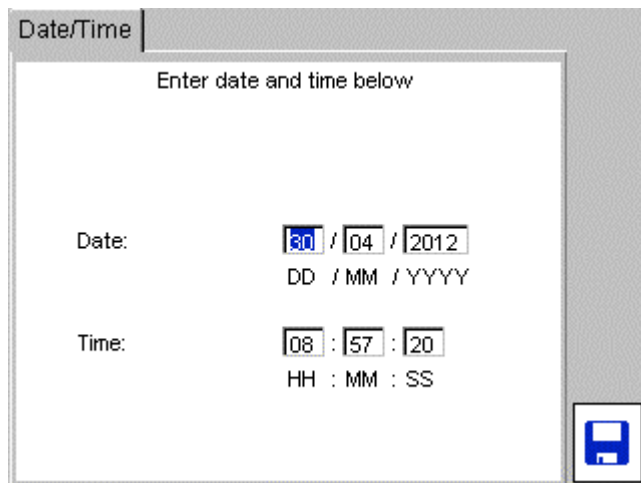 Date/Time
Enter date and time below
Date: 30 / 04 / 2012
DD / MM / YYYY
Time: 08 : 57 : 20
HH : MM : SS